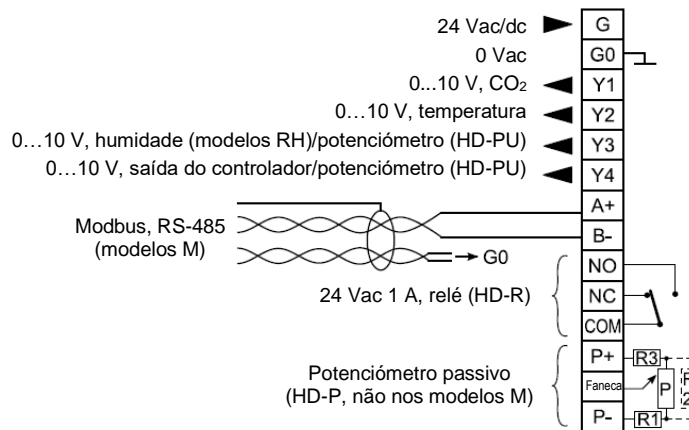 24 Vac/dc G
0 Vac G0
0...10 V, CO₂ Y1
0…10 V, temperatura Y2
0…10 V, humidade (modelos RH)/potenciómetro (HD-PU) Y3
0…10 V, saída do controlador/potenciómetro (HD-PU) Y4
A+
Modbus, RS-485
(modelos M)
B-
G0
NO
24 Vac 1 A, relé (HD-R) NC
COM
P+ R3
Potenciómetro passivo
(HD-P, não nos modelos M)
Faneca P
P- R1